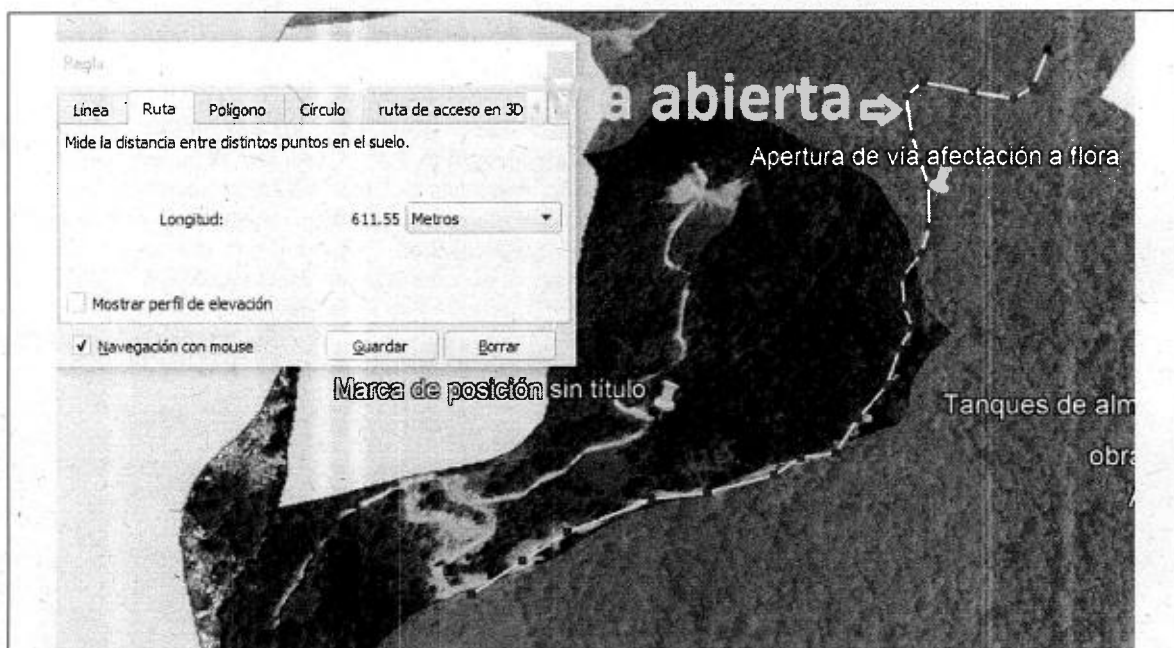 Regla
Línea Ruta Polígono Círculo ruta de acceso en 3D
Mide la distancia entre distintos puntos en el suelo.
Longitud: 611.55 Metros
Mostrar perfil de elevación
Navegación con mouse Guardar Borrar
a abierta
Apertura de via afectación a flora
Marca de posición sin título
Tanques de alm
obra